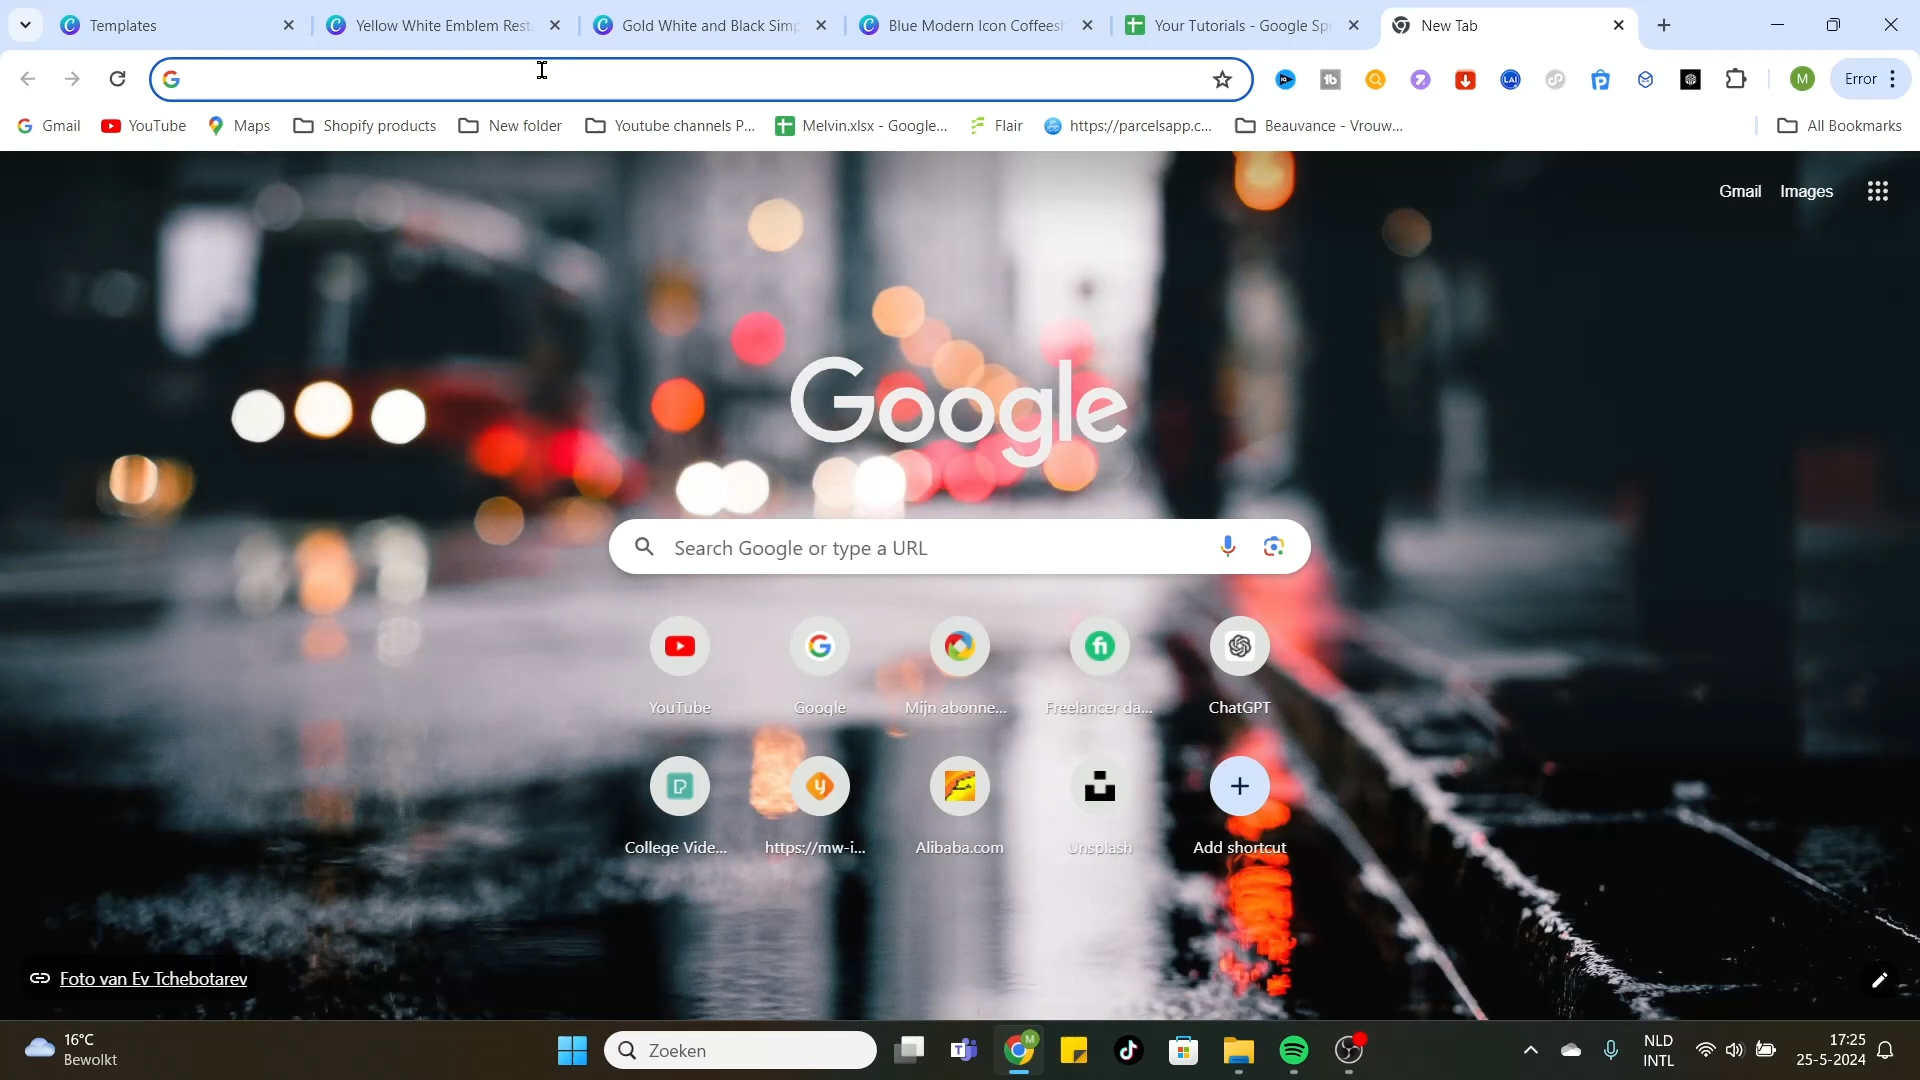 Templates
Yellow White Emblem Rest
Gold White and Black Simp
Blue Modern Icon Coffeesh
Your Tutorials - Google Sp
New Tab
Error
Gmail
YouTube
Maps
Shopify products
New folder
Youtube channels P...
Melvin.xlsx - Google...
Flair
https://parcelsapp.c...
Beauvance - Vrouw...
All Bookmarks
Gmail
Images
Google
Search Google or type a URL
YouTube
Google
Mijn abonne...
Freelancer da...
ChatGPT
College Vide...
https://mw-i...
Alibaba.com
Unsplash
Add shortcut
Foto van Ev Tchebotarev
16°C
Bewolkt
Zoeken
NLD
INTL
17:25
25-5-2024